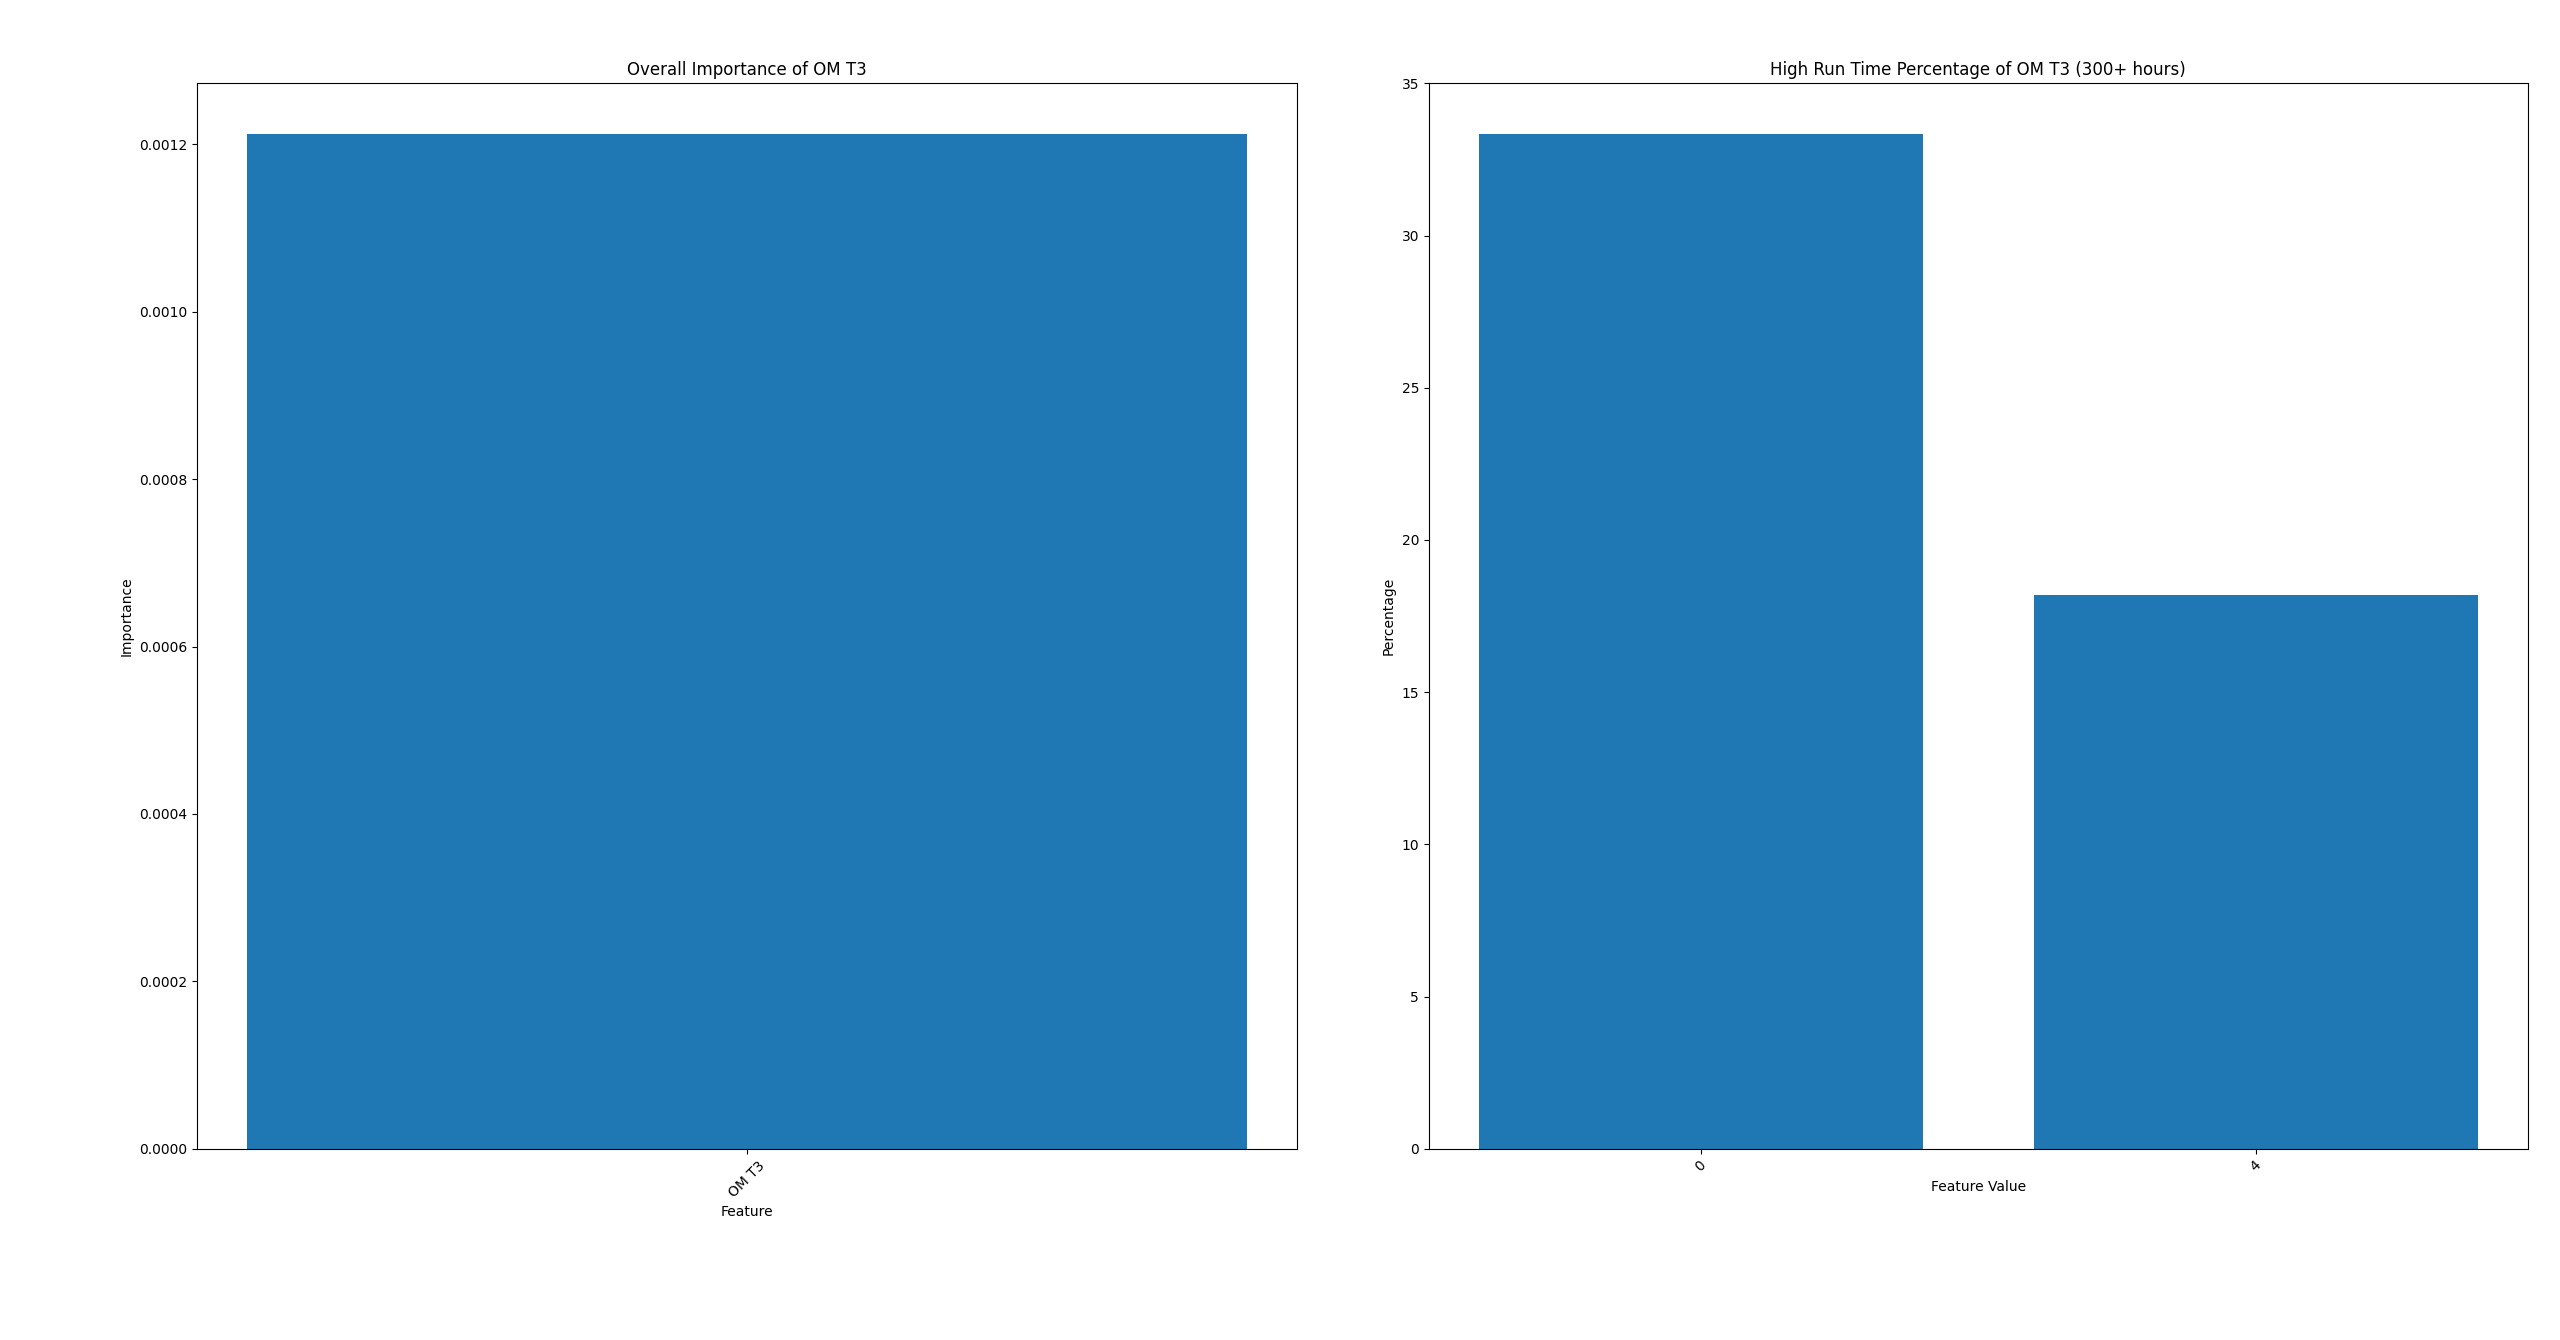 Overall Importance of OM T3
0.0012
0.0010
0.0008
0.0006
0.0004
0.0002
0.0000
Importance
OM T3
Feature
High Run Time Percentage of OM T3 (300+ hours)
35
30
25
20
15
10
5
0
Percentage
0
4
Feature Value